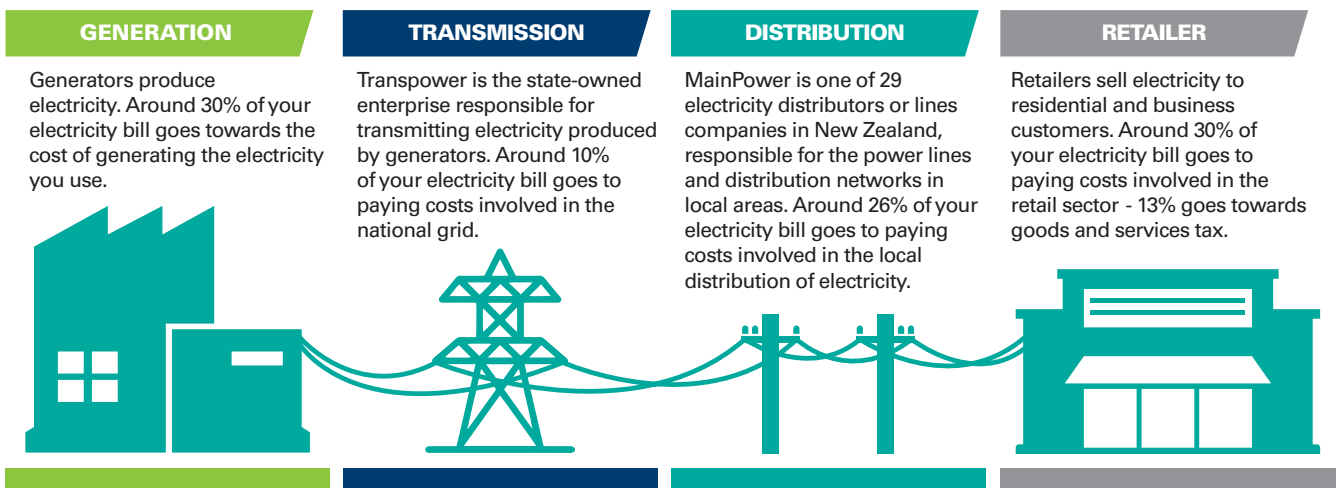 GENERATION
Generators produce
electricity. Around 30% of your
electricity bill goes towards the
cost of generating the electricity
you use.
TRANSMISSION
Transpower is the state-owned
enterprise responsible for
transmitting electricity produced
by generators. Around 10%
of your electricity bill goes to
paying costs involved in the
national grid.
DISTRIBUTION
MainPower is one of 29
electricity distributors or lines
companies in New Zealand,
responsible for the power lines
and distribution networks in
local areas. Around 26% of your
electricity bill goes to paying
costs involved in the local
distribution of electricity.
RETAILER
Retailers sell electricity to
residential and business
customers. Around 30% of
your electricity bill goes to
paying costs involved in the
retail sector - 13% goes towards
goods and services tax.